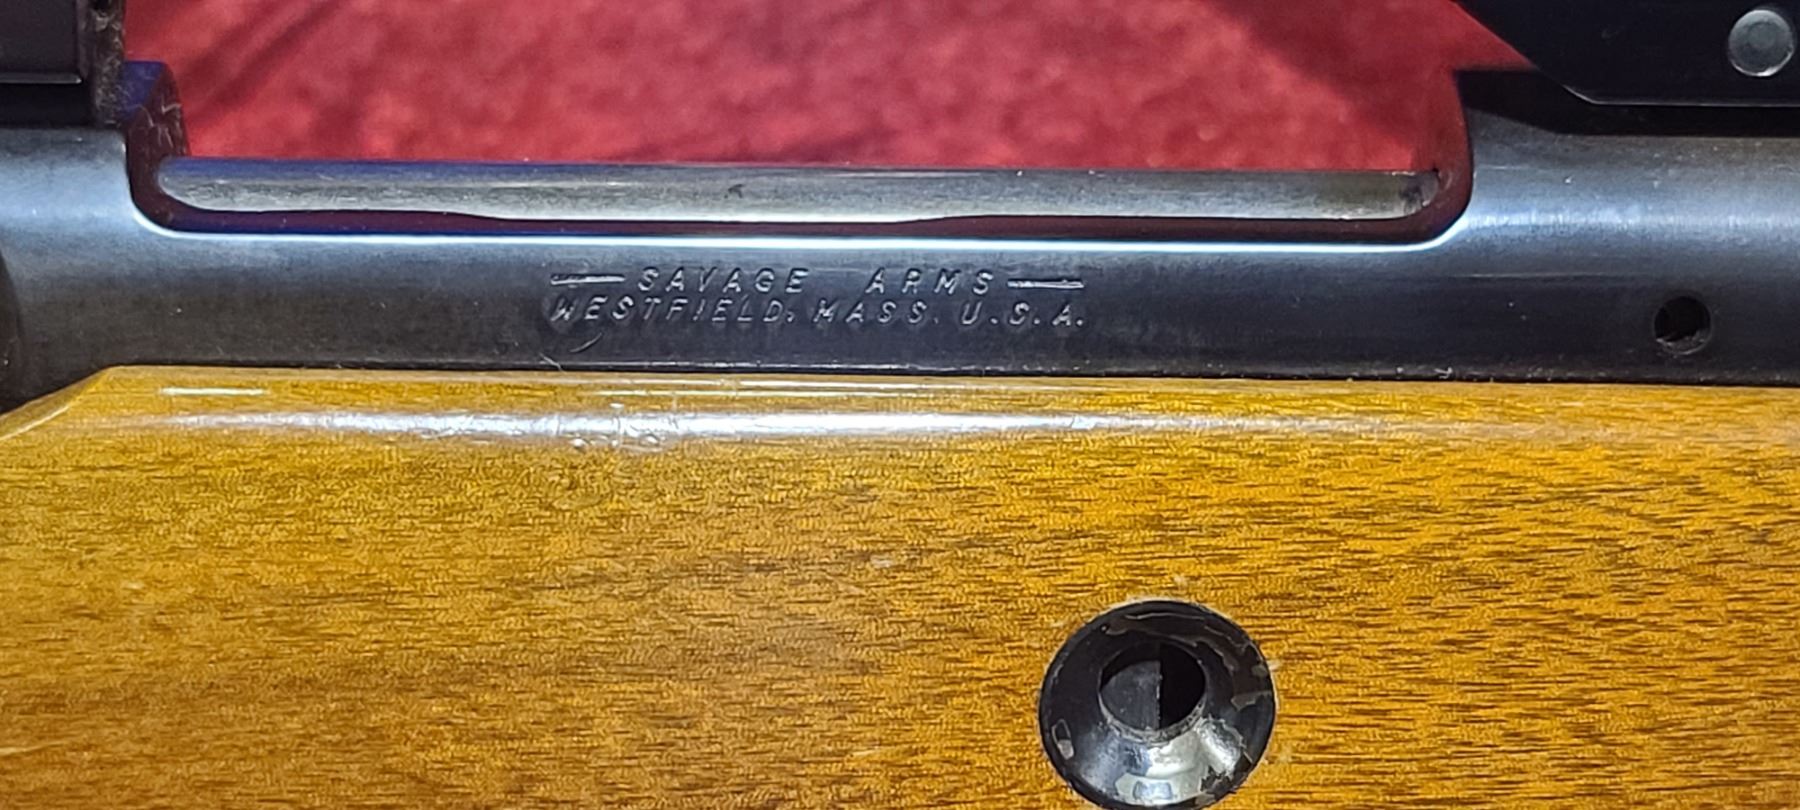 SAVAGE ARMS
WESTFIELD, MASS. U.S.A.